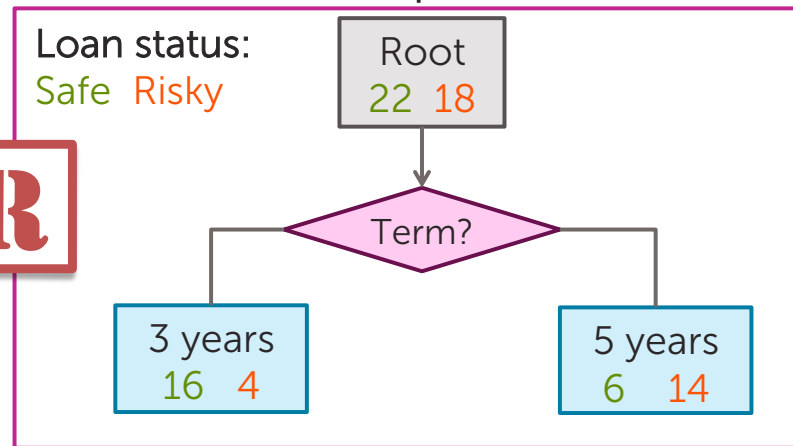 Loan status:
Safe Risky
Root
22 18
R
Term?
3 years
16 4
5 years
6 14